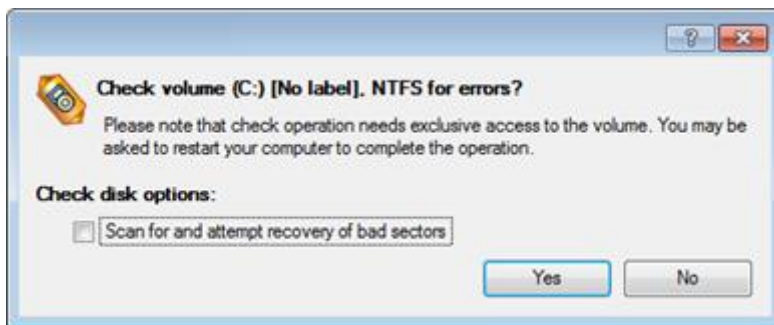 Check volume (C:) [No label]. NTFS for errors?
Please note that check operation needs exclusive access to the volume. You may be
asked to restart your computer to complete the operation.
Check disk options:
Scan for and attempt recovery of bad sectors
Yes No